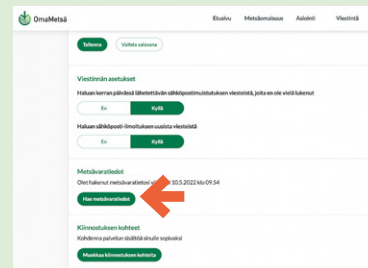 OmaMetsä
Etusivu Metsäomaisuus Asiointi Viestintä
Tallenna Vaihda salasana
Viestinnän asetukset
Haluan kerran päivässä lähetettävän sähköpostimuistutuksen viesteistä, joita en ole vielä lukenut
En Kyllä
Haluan sähköposti-ilmoituksen uusista viesteistä
En Kyllä
Metsävaratiedot
Olet hakenut metsävaratietosi 10.5.2022 klo 09.54
Hae metsävaratiedot
Kiinnostuksen kohteet
Kohdenna palvelun sisältöä sinulle sopivaksi
Muokkaa kiinnostuksen kohteita